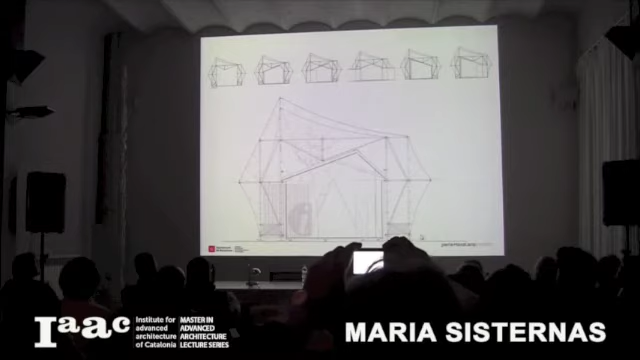 Iaac
Institute for
advanced
architecture
of Catalonia
MASTER IN
ADVANCED
ARCHITECTURE
LECTURE SERIES
MARIA SISTERNAS